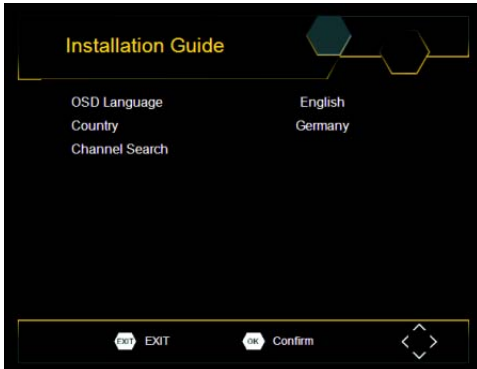 Installation Guide
OSD Language English
Country Germany
Channel Search
EXIT EXIT OK Confirm